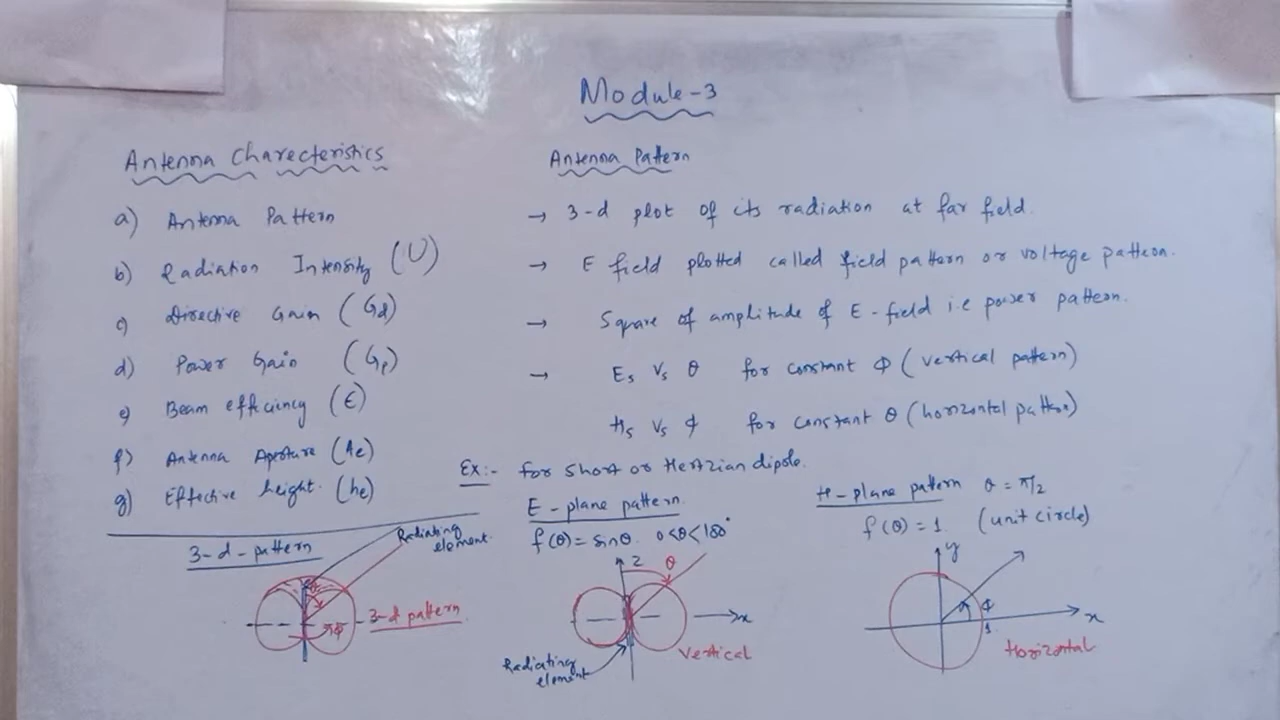 Module-3
Antenna Charecteristics
a) Antenna Pattern
b) Radiation Intensity (U)
c) Directive Gain (Gd)
d) Power Gain (Gp)
e) Beam efficiency (ϵ)
f) Antenna Aperture (Ae)
g) Effective height. (he)
Antenna Pattern
→ 3-d plot of its radiation at far field.
→ E field plotted called field pattern or voltage pattern.
→ Square of amplitude of E-field i.e power pattern.
→ Es Vs θ for constant ϕ (vertical pattern)
Hs Vs ϕ for constant θ (horizontal pattern)
Ex:- for short or Hertzian dipole.
3-d-pattern
Radiating
element.
θ
ϕ
3-d pattern
E-plane pattern.
f(θ)=sinθ. 0<θ<180°
z
θ
x
Vertical
Radiating
element
H-plane pattern θ=π/2
f(θ)=1. (unit circle)
y
ϕ
x
1
Horizontal